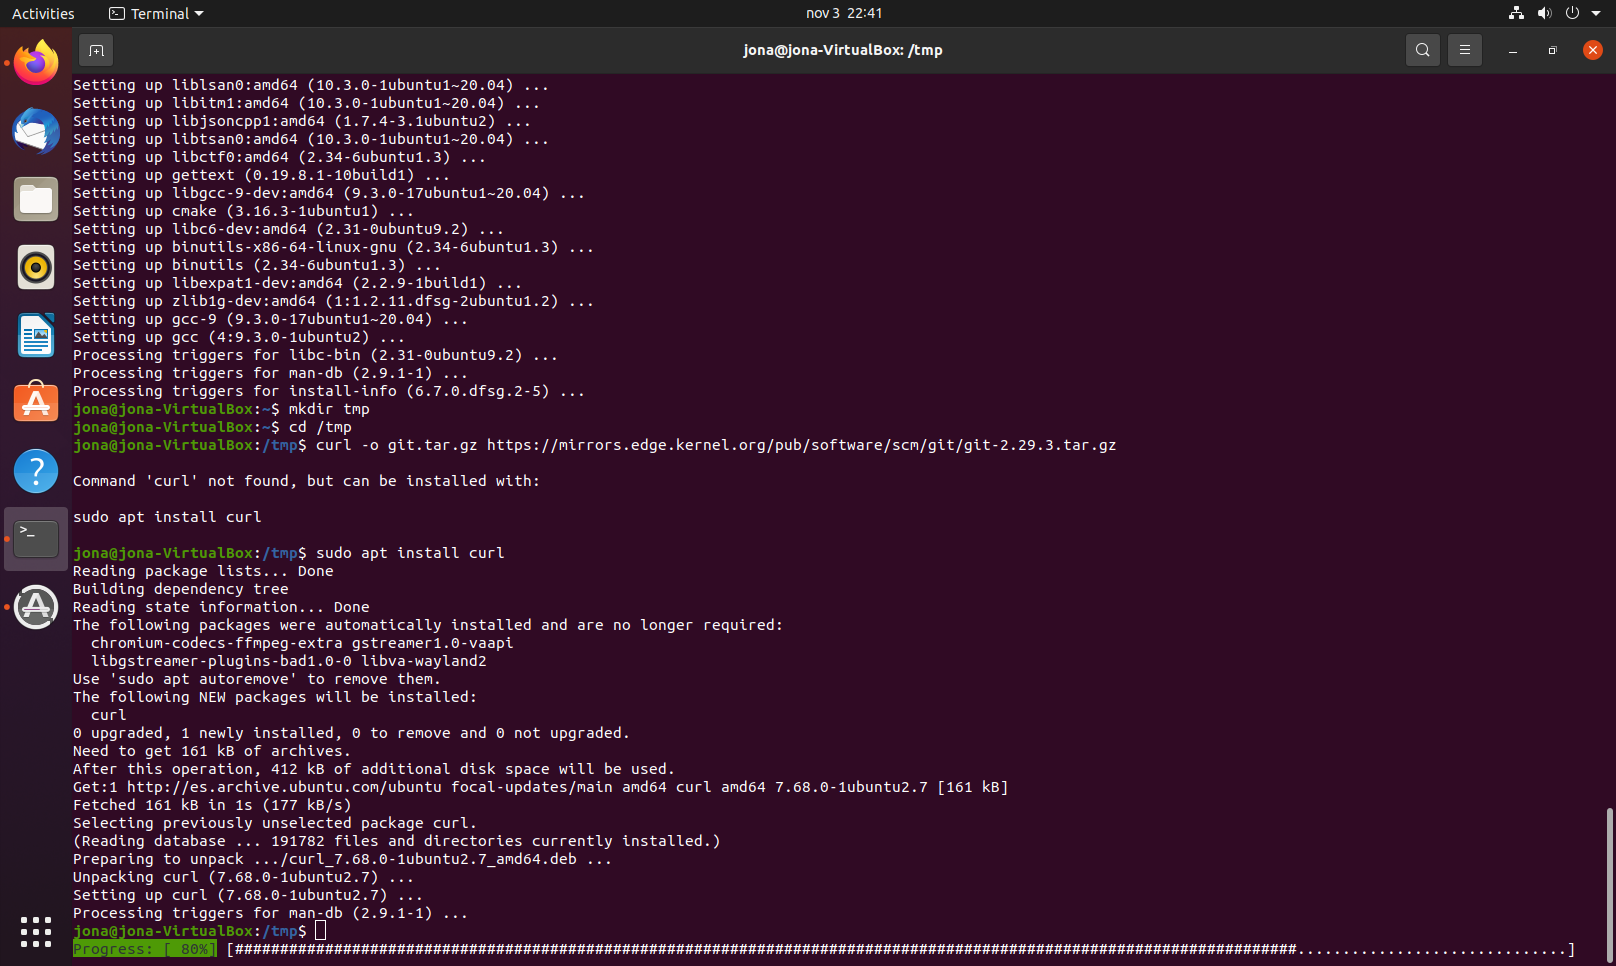 Activities
Terminal
nov 3 22:41
jona@jona-VirtualBox: /tmp
Setting up liblsan0:amd64 (10.3.0-1ubuntu1~20.04) ...
Setting up libitm1:amd64 (10.3.0-1ubuntu1~20.04) ...
Setting up libjsoncpp1:amd64 (1.7.4-3.1ubuntu2) ...
Setting up libtsan0:amd64 (10.3.0-1ubuntu1~20.04) ...
Setting up libctf0:amd64 (2.34-6ubuntu1.3) ...
Setting up gettext (0.19.8.1-10build1) ...
Setting up libgcc-9-dev:amd64 (9.3.0-17ubuntu1~20.04) ...
Setting up cmake (3.16.3-1ubuntu1) ...
Setting up libc6-dev:amd64 (2.31-0ubuntu9.2) ...
Setting up binutils-x86-64-linux-gnu (2.34-6ubuntu1.3) ...
Setting up binutils (2.34-6ubuntu1.3) ...
Setting up libexpat1-dev:amd64 (2.2.9-1build1) ...
Setting up zlib1g-dev:amd64 (1:1.2.11.dfsg-2ubuntu1.2) ...
Setting up gcc-9 (9.3.0-17ubuntu1~20.04) ...
Setting up gcc (4:9.3.0-1ubuntu2) ...
Processing triggers for libc-bin (2.31-0ubuntu9.2) ...
Processing triggers for man-db (2.9.1-1) ...
Processing triggers for install-info (6.7.0.dfsg.2-5) ...
jona@jona-VirtualBox:~$ mkdir tmp
jona@jona-VirtualBox:~$ cd /tmp
jona@jona-VirtualBox:/tmp$ curl -o git.tar.gz https://mirrors.edge.kernel.org/pub/software/scm/git/git-2.29.3.tar.gz
Command 'curl' not found, but can be installed with:
sudo apt install curl
jona@jona-VirtualBox:/tmp$ sudo apt install curl
Reading package lists... Done
Building dependency tree
Reading state information... Done
The following packages were automatically installed and are no longer required:
chromium-codecs-ffmpeg-extra gstreamer1.0-vaapi
libgstreamer-plugins-bad1.0-0 libva-wayland2
Use 'sudo apt autoremove' to remove them.
The following NEW packages will be installed:
curl
0 upgraded, 1 newly installed, 0 to remove and 0 not upgraded.
Need to get 161 kB of archives.
After this operation, 412 kB of additional disk space will be used.
Get:1 http://es.archive.ubuntu.com/ubuntu focal-updates/main amd64 curl amd64 7.68.0-1ubuntu2.7 [161 kB]
Fetched 161 kB in 1s (177 kB/s)
Selecting previously unselected package curl.
(Reading database ... 191782 files and directories currently installed.)
Preparing to unpack .../curl_7.68.0-1ubuntu2.7_amd64.deb ...
Unpacking curl (7.68.0-1ubuntu2.7) ...
Setting up curl (7.68.0-1ubuntu2.7) ...
Processing triggers for man-db (2.9.1-1) ...
jona@jona-VirtualBox:/tmp$
Progress: [ 80%] [######################################################################################################################..............................]